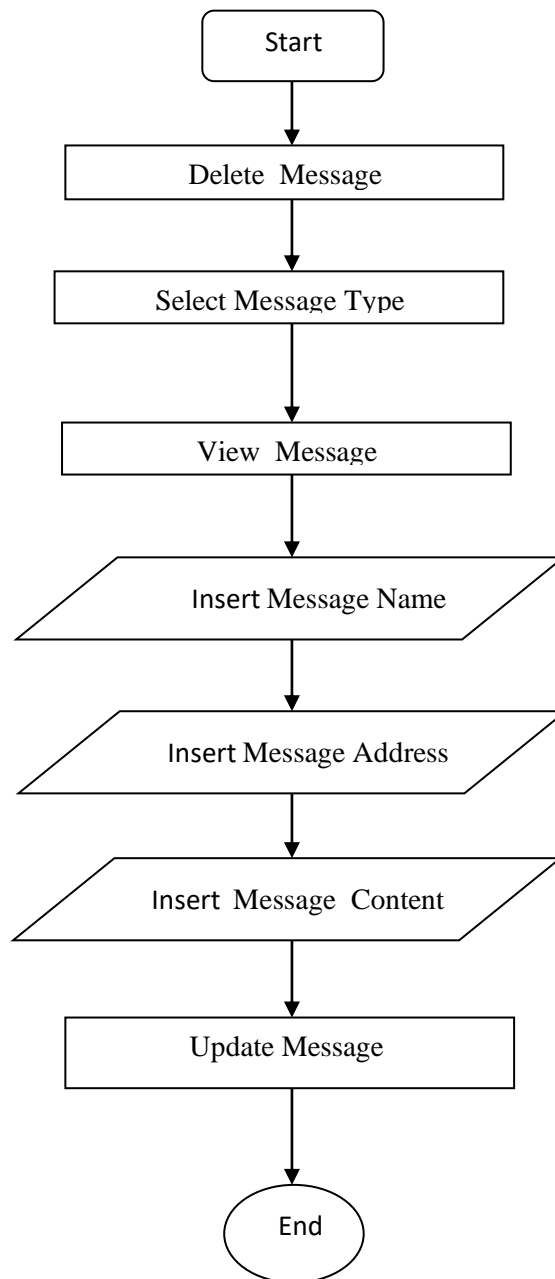 Start
Delete Message
Select Message Type
View Message
Insert Message Name
Insert Message Address
Insert Message Content
Update Message
End